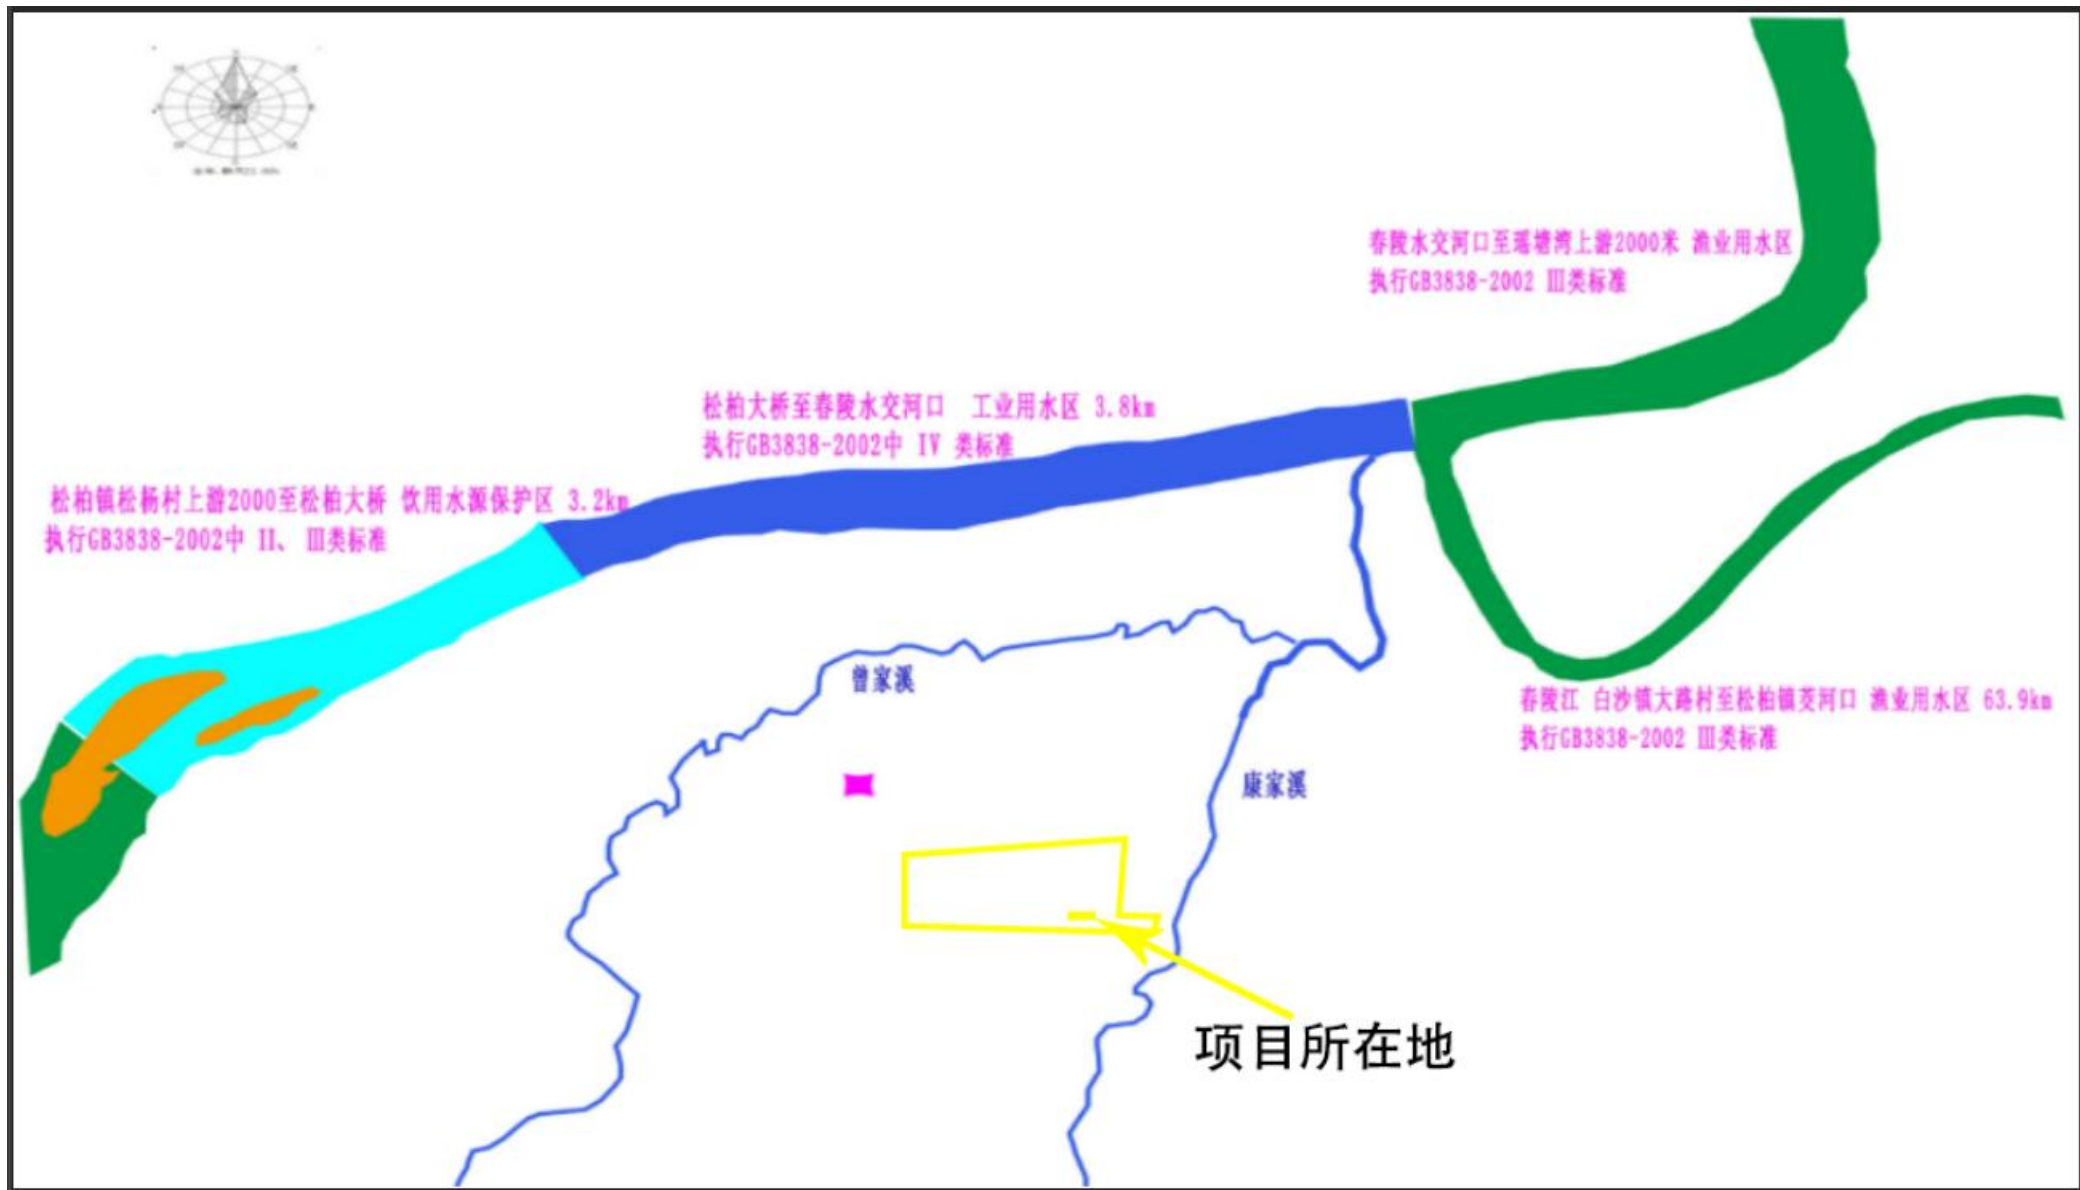 舂陵水交河口至瑶塘湾上游2000米 渔业用水区
执行GB3838-2002 Ⅲ类标准
松柏大桥至舂陵水交河口 工业用水区 3.8km
执行GB3838-2002中 IV 类标准
松柏镇松杨村上游2000至松柏大桥 饮用水源保护区 3.2km
执行GB3838-2002中 II、Ⅲ类标准
曾家溪
舂陵江 白沙镇大路村至松柏镇茭河口 渔业用水区 63.9km
执行GB3838-2002 Ⅲ类标准
康家溪
项目所在地